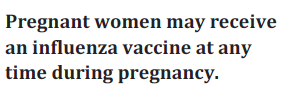 Pregnant women may receive
an influenza vaccine at any
time during pregnancy.